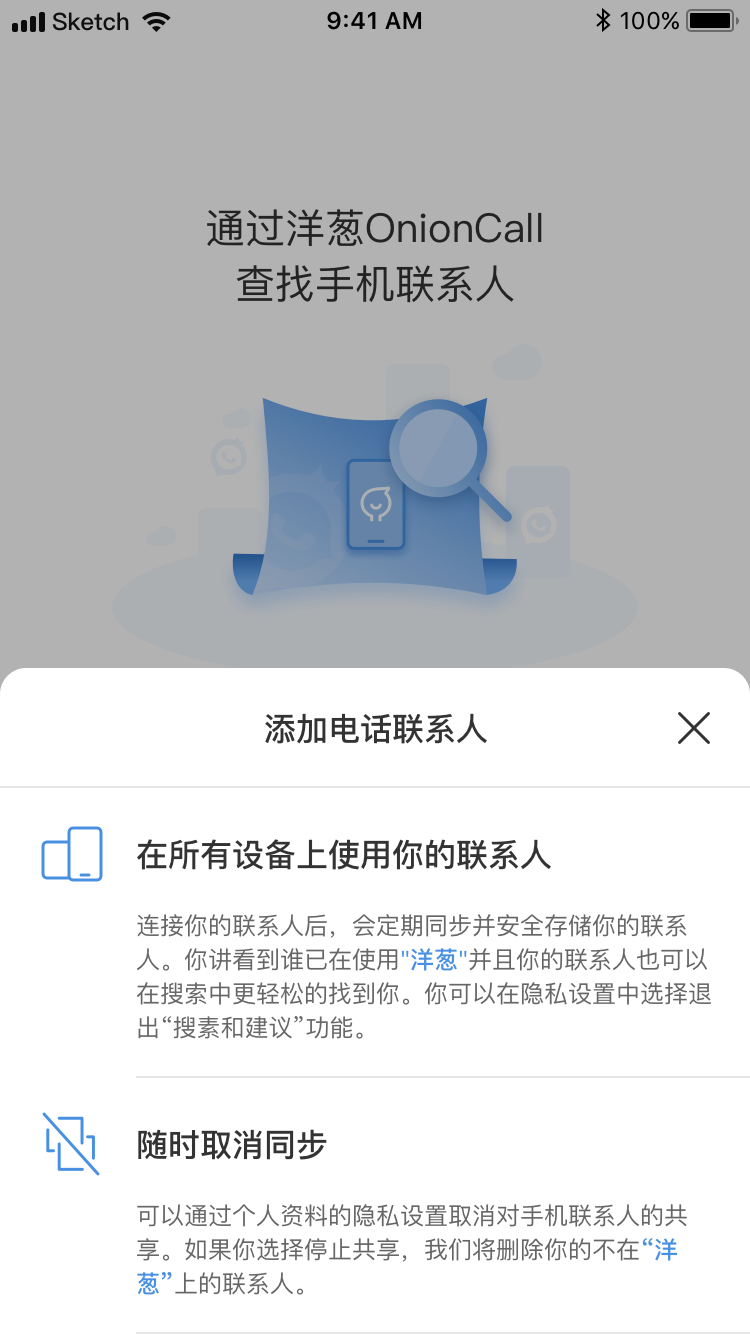 Sketch 9:41 AM 100%
通过洋葱OnionCall
查找手机联系人
添加电话联系人
在所有设备上使用你的联系人
连接你的联系人后，会定期同步并安全存储你的联系
人。你讲看到谁已在使用"洋葱"并且你的联系人也可以
在搜索中更轻松的找到你。你可以在隐私设置中选择退
出“搜素和建议”功能。
随时取消同步
可以通过个人资料的隐私设置取消对手机联系人的共
享。如果你选择停止共享，我们将删除你的不在“洋
葱”上的联系人。